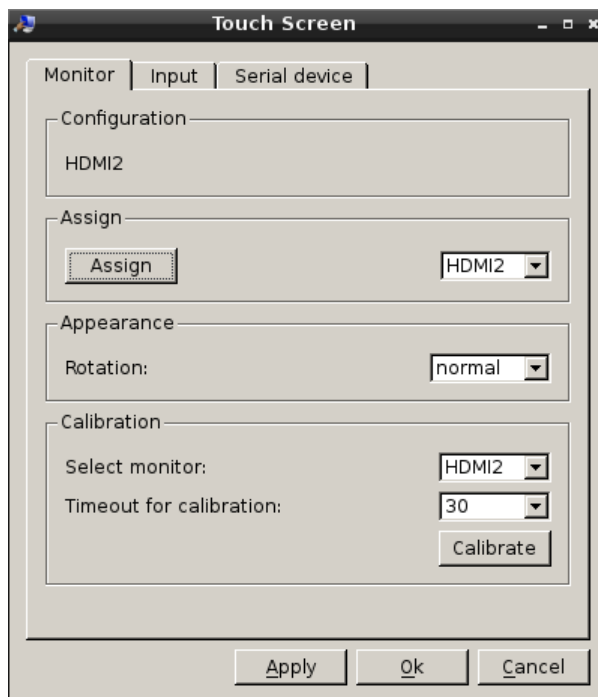 Touch Screen
Monitor Input Serial device
Configuration
HDMI2
Assign
Assign HDMI2
Appearance
Rotation: normal
Calibration
Select monitor: HDMI2
Timeout for calibration: 30
Calibrate
Apply Ok Cancel